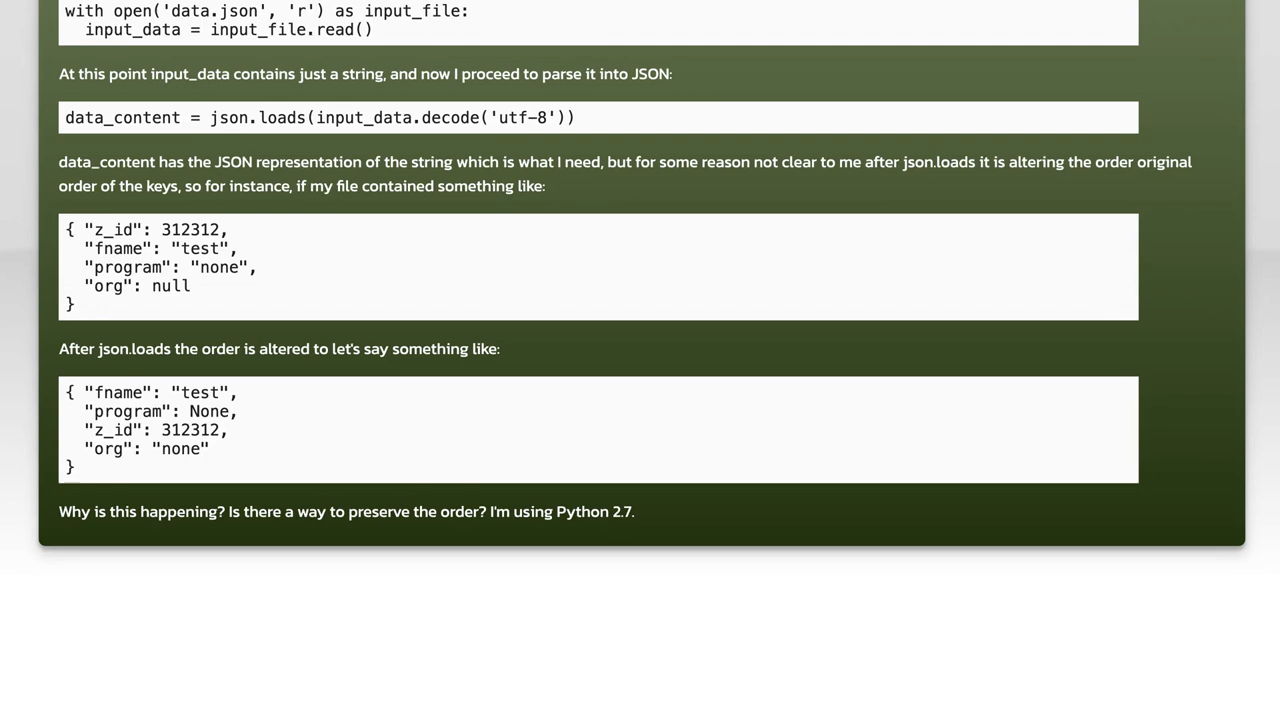 with open('data.json', 'r') as input_file:
  input_data = input_file.read()
At this point input_data contains just a string, and now I proceed to parse it into JSON:
data_content = json.loads(input_data.decode('utf-8'))
data_content has the JSON representation of the string which is what I need, but for some reason not clear to me after json.loads it is altering the order original
order of the keys, so for instance, if my file contained something like:
{ "z_id": 312312,
  "fname": "test",
  "program": "none",
  "org": null
}
After json.loads the order is altered to let's say something like:
{ "fname": "test",
  "program": None,
  "z_id": 312312,
  "org": "none"
}
Why is this happening? Is there a way to preserve the order? I'm using Python 2.7.